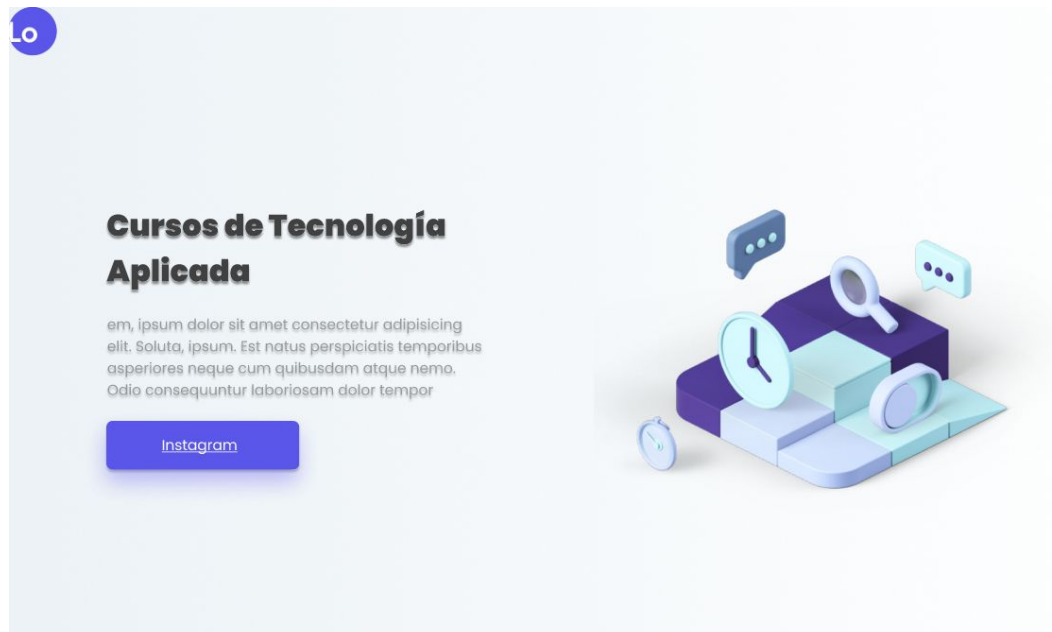 Lo
Cursos de Tecnología
Aplicada
em, ipsum dolor sit amet consectetur adipisicing
elit. Soluta, ipsum. Est natus perspiciatis temporibus
asperiores neque cum quibusdam atque nemo.
Odio consequuntur laboriosam dolor tempor
Instagram